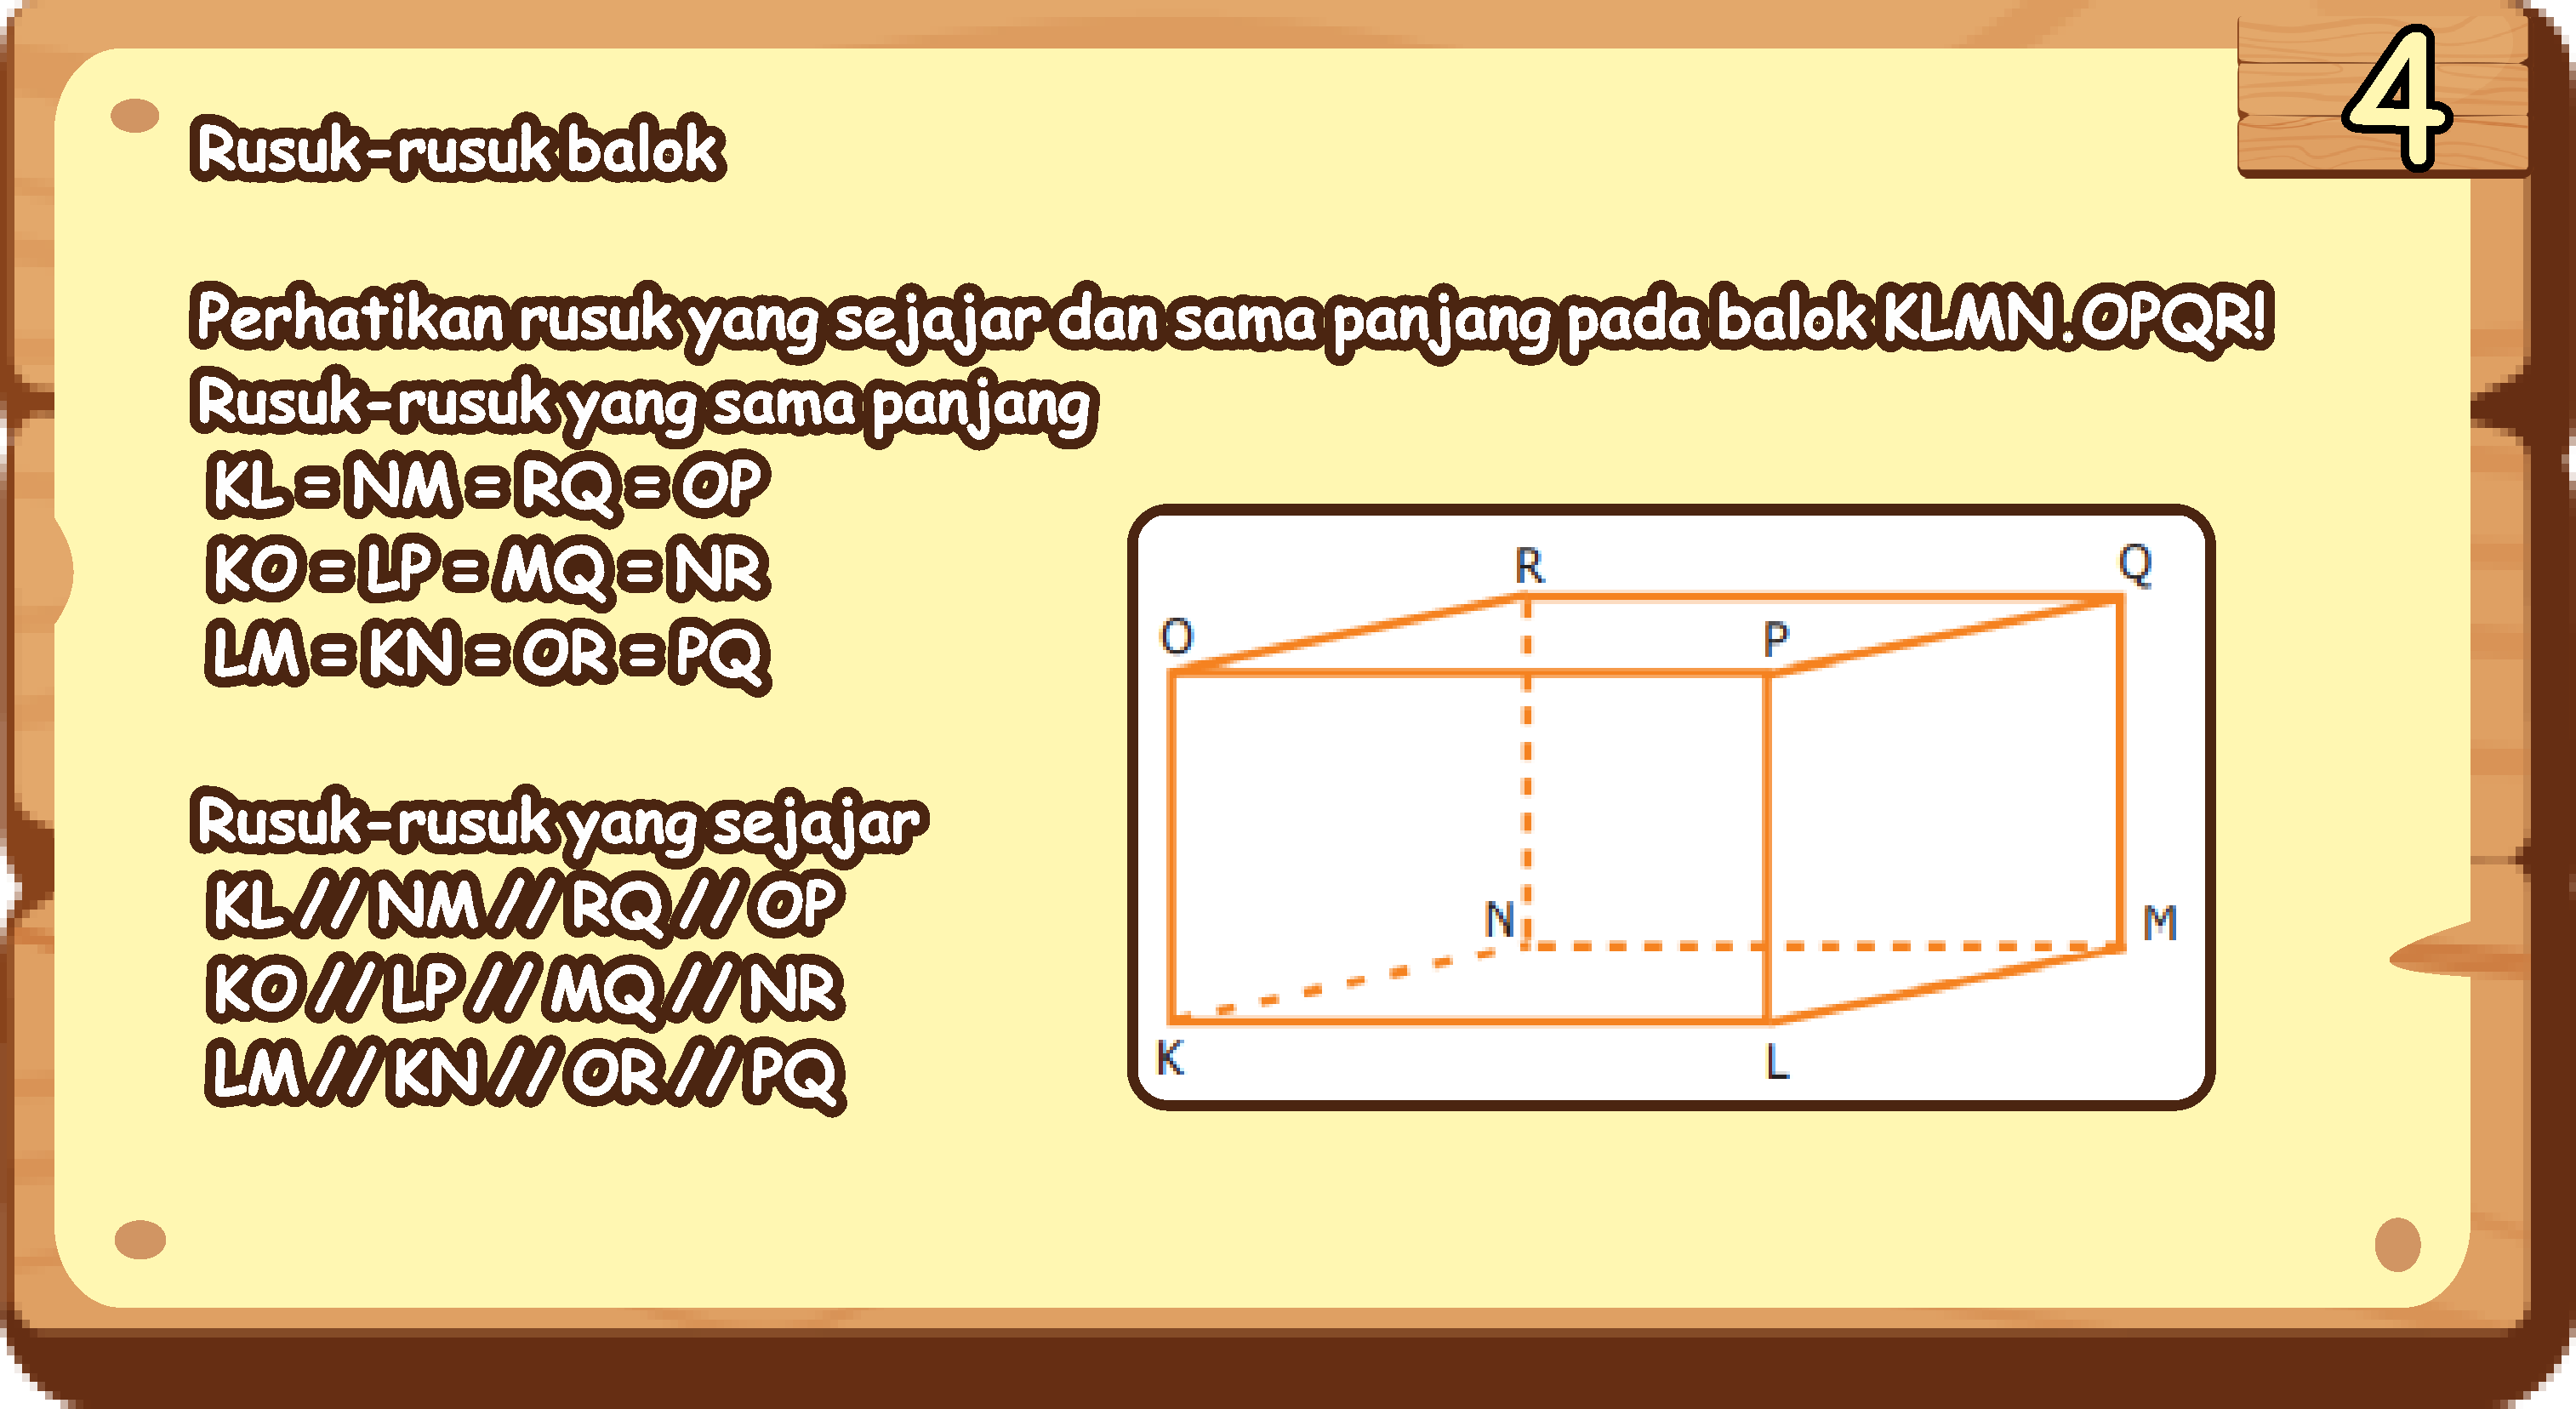 4
Rusuk-rusuk balok
Perhatikan rusuk yang sejajar dan sama panjang pada balok KLMN.OPQR!
Rusuk-rusuk yang sama panjang
KL = NM = RQ = OP
KO = LP = MQ = NR
LM = KN = OR = PQ
Rusuk-rusuk yang sejajar
KL // NM // RQ // OP
KO // LP // MQ // NR
LM // KN // OR // PQ
R
Q
O
P
N
M
K
L